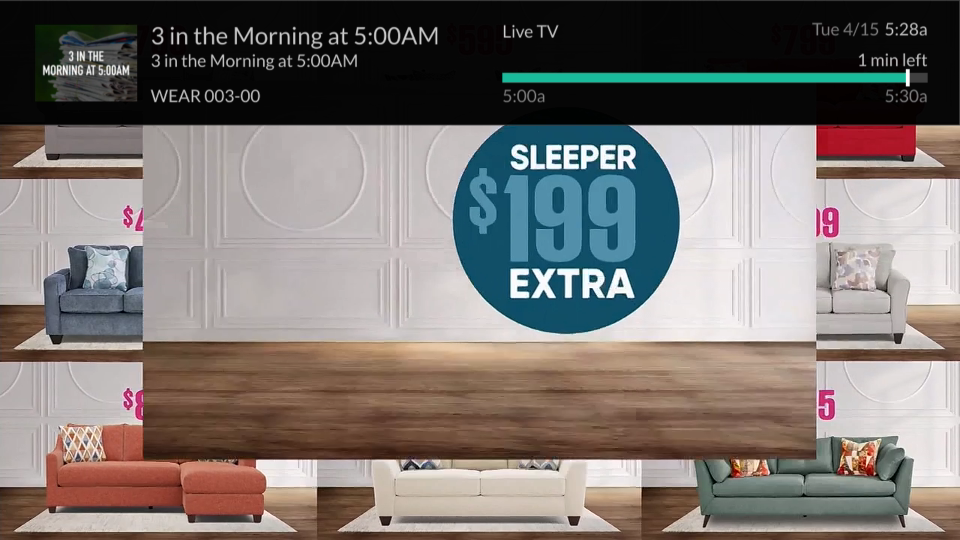 3 IN THE
MORNING AT 5:00AM
3 in the Morning at 5:00AM
3 in the Morning at 5:00AM
WEAR 003-00
Live TV
Tue 4/15 5:28a
1 min left
5:00a
5:30a
SLEEPER
$199
EXTRA